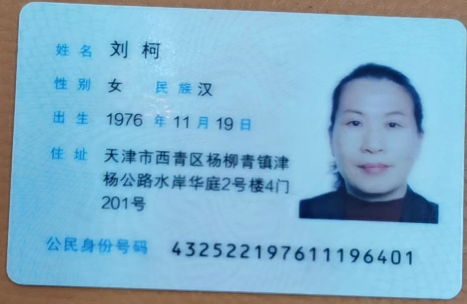 姓名 刘柯
性别 女 民族 汉
出生 1976 年 11 月 19 日
住址 天津市西青区杨柳青镇津
杨公路水岸华庭2号楼4门
201号
公民身份号码 432522197611196401